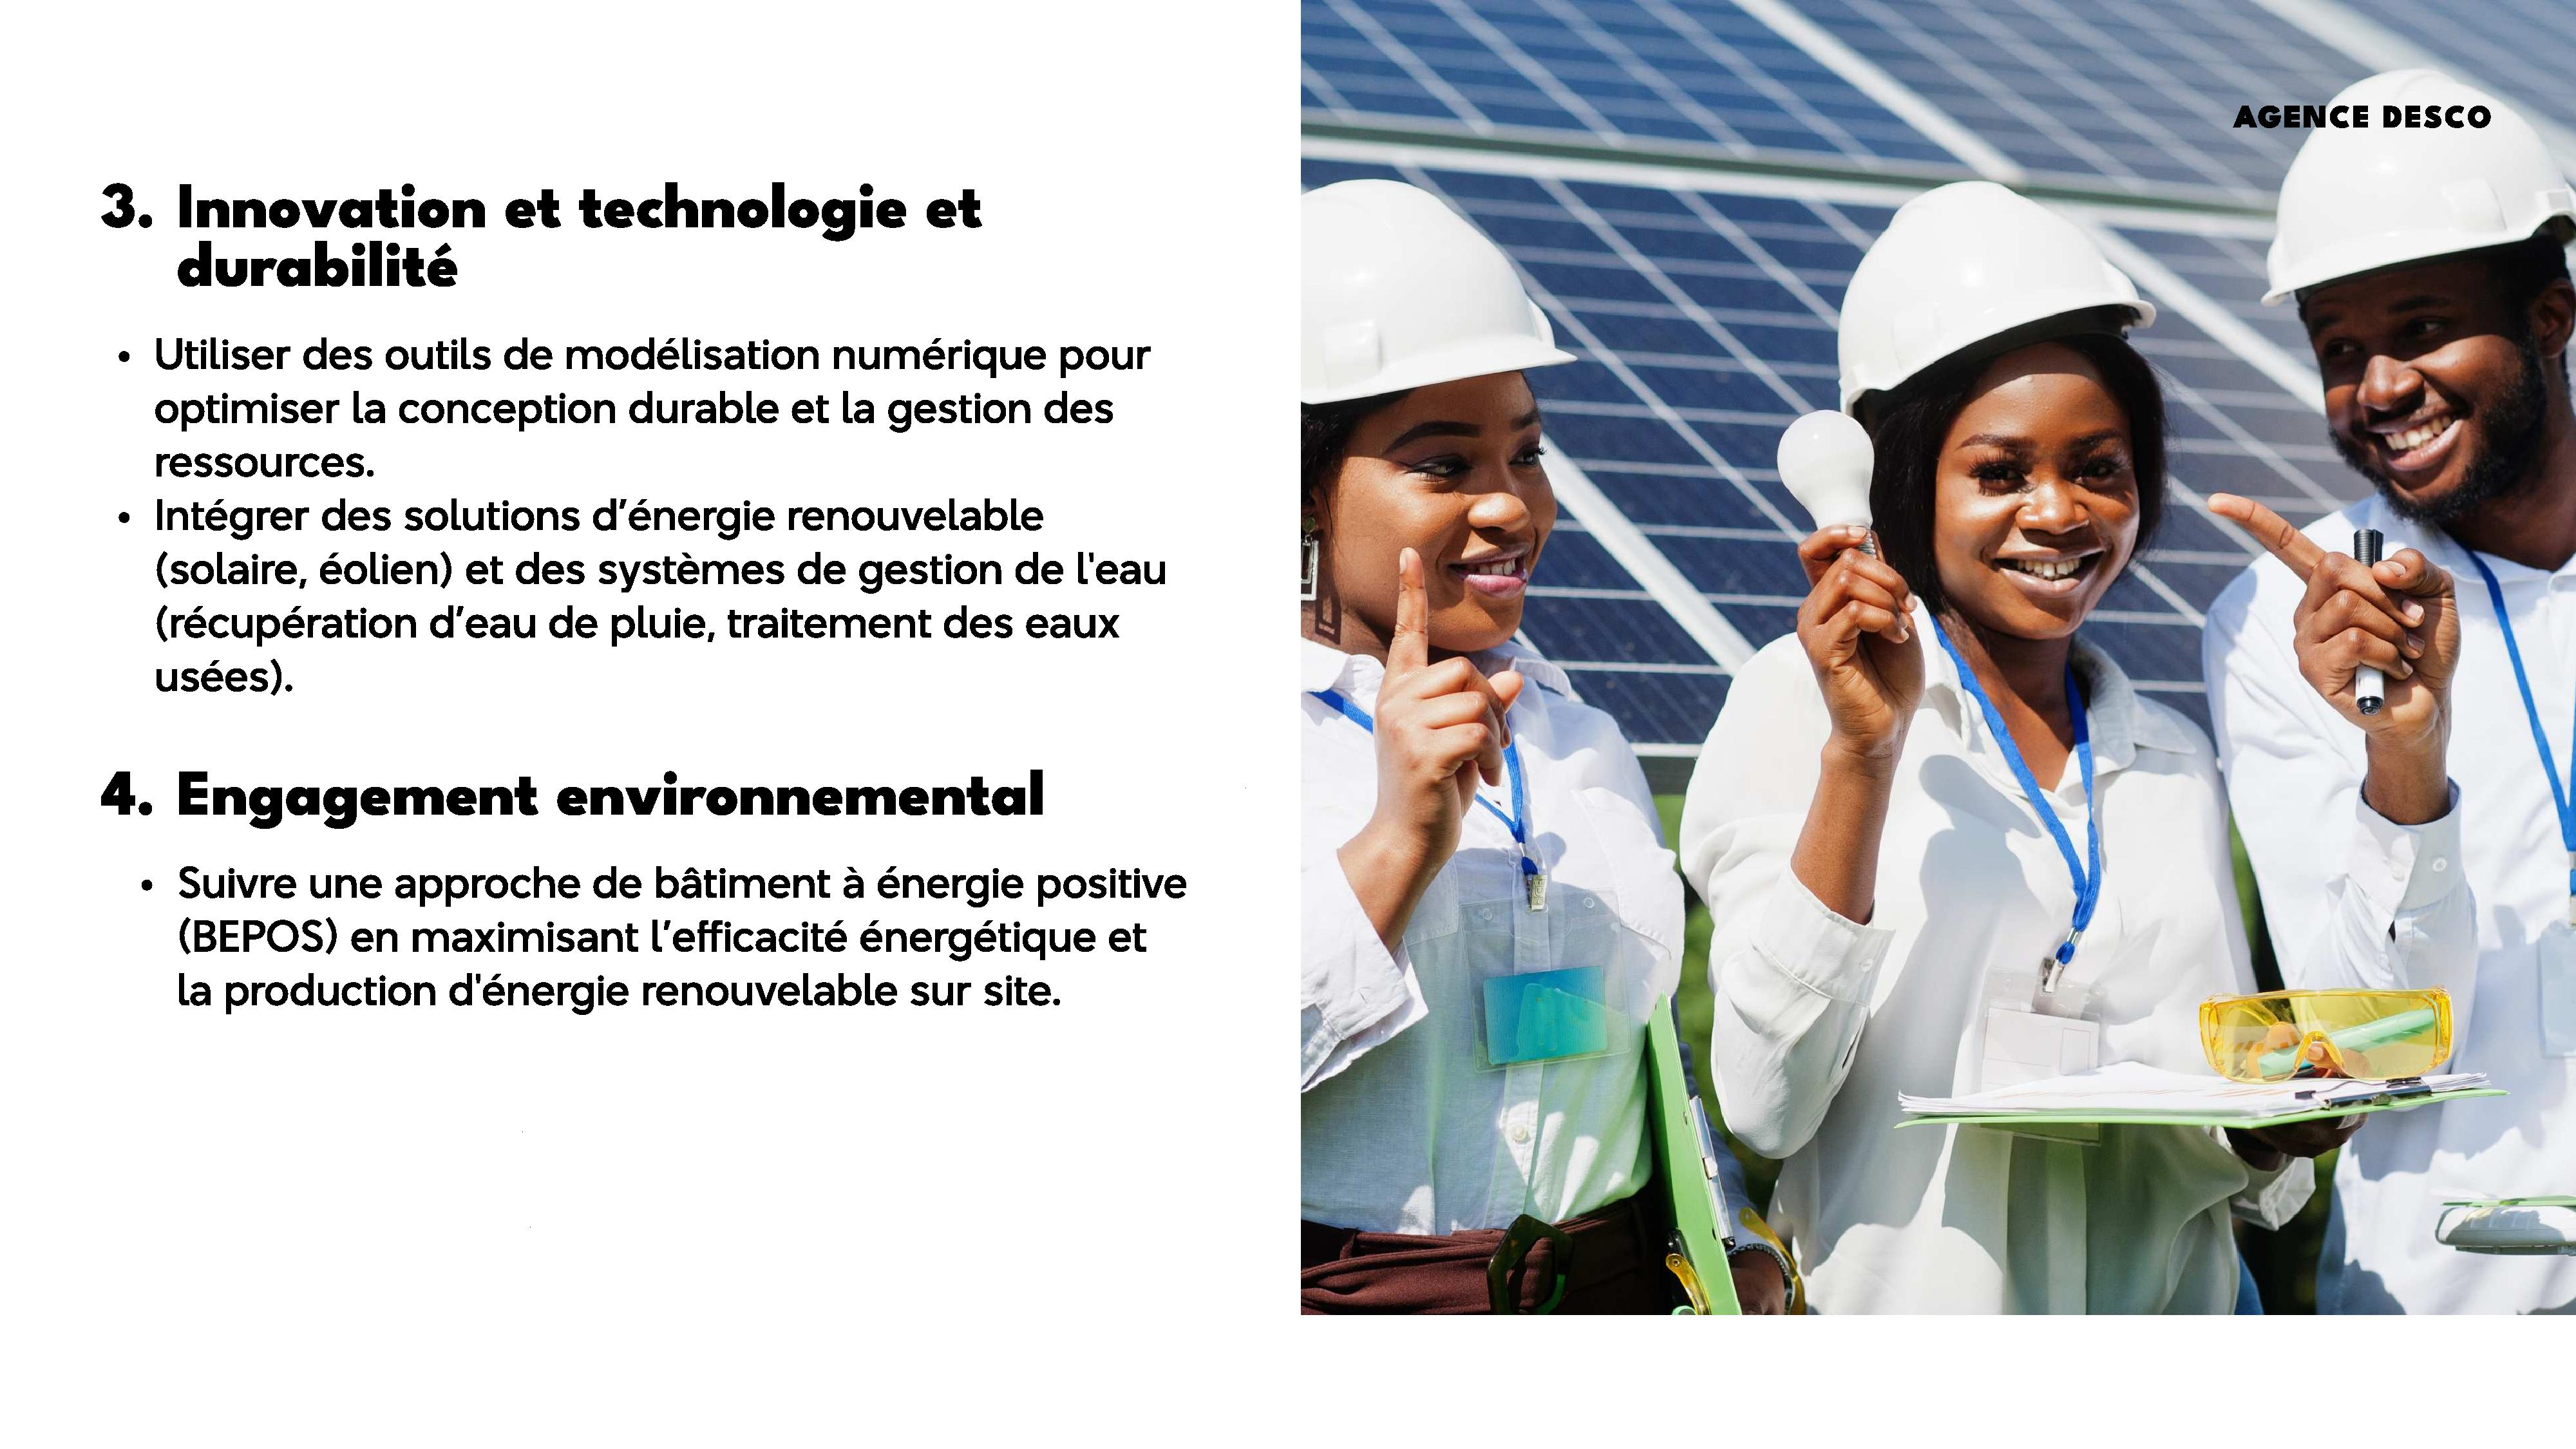 AGENCE DESCO
3. Innovation et technologie et
durabilité
• Utiliser des outils de modélisation numérique pour
optimiser la conception durable et la gestion des
ressources.
• Intégrer des solutions d’énergie renouvelable
(solaire, éolien) et des systèmes de gestion de l'eau
(récupération d’eau de pluie, traitement des eaux
usées).
4. Engagement environnemental
• Suivre une approche de bâtiment à énergie positive
(BEPOS) en maximisant l’efficacité énergétique et
la production d'énergie renouvelable sur site.